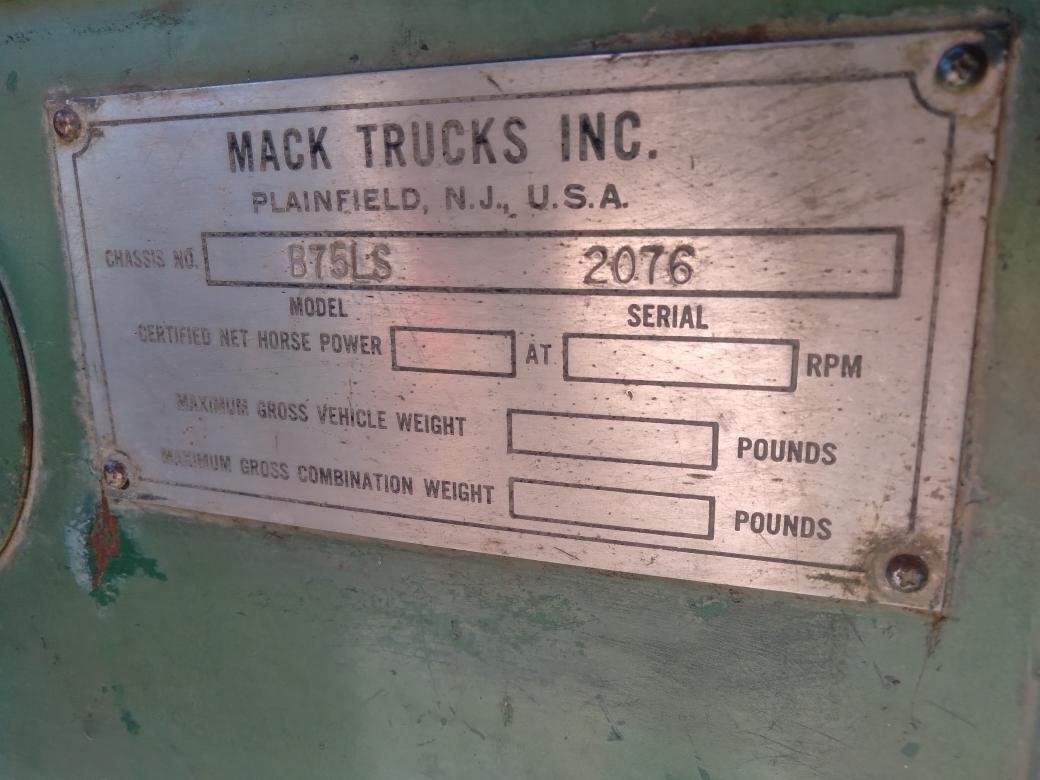 MACK TRUCKS INC.
PLAINFIELD, N.J., U.S.A.
CHASSIS NO. B75LS 2076
MODEL SERIAL
CERTIFIED NET HORSE POWER AT RPM
MAXIMUM GROSS VEHICLE WEIGHT POUNDS
MAXIMUM GROSS COMBINATION WEIGHT POUNDS